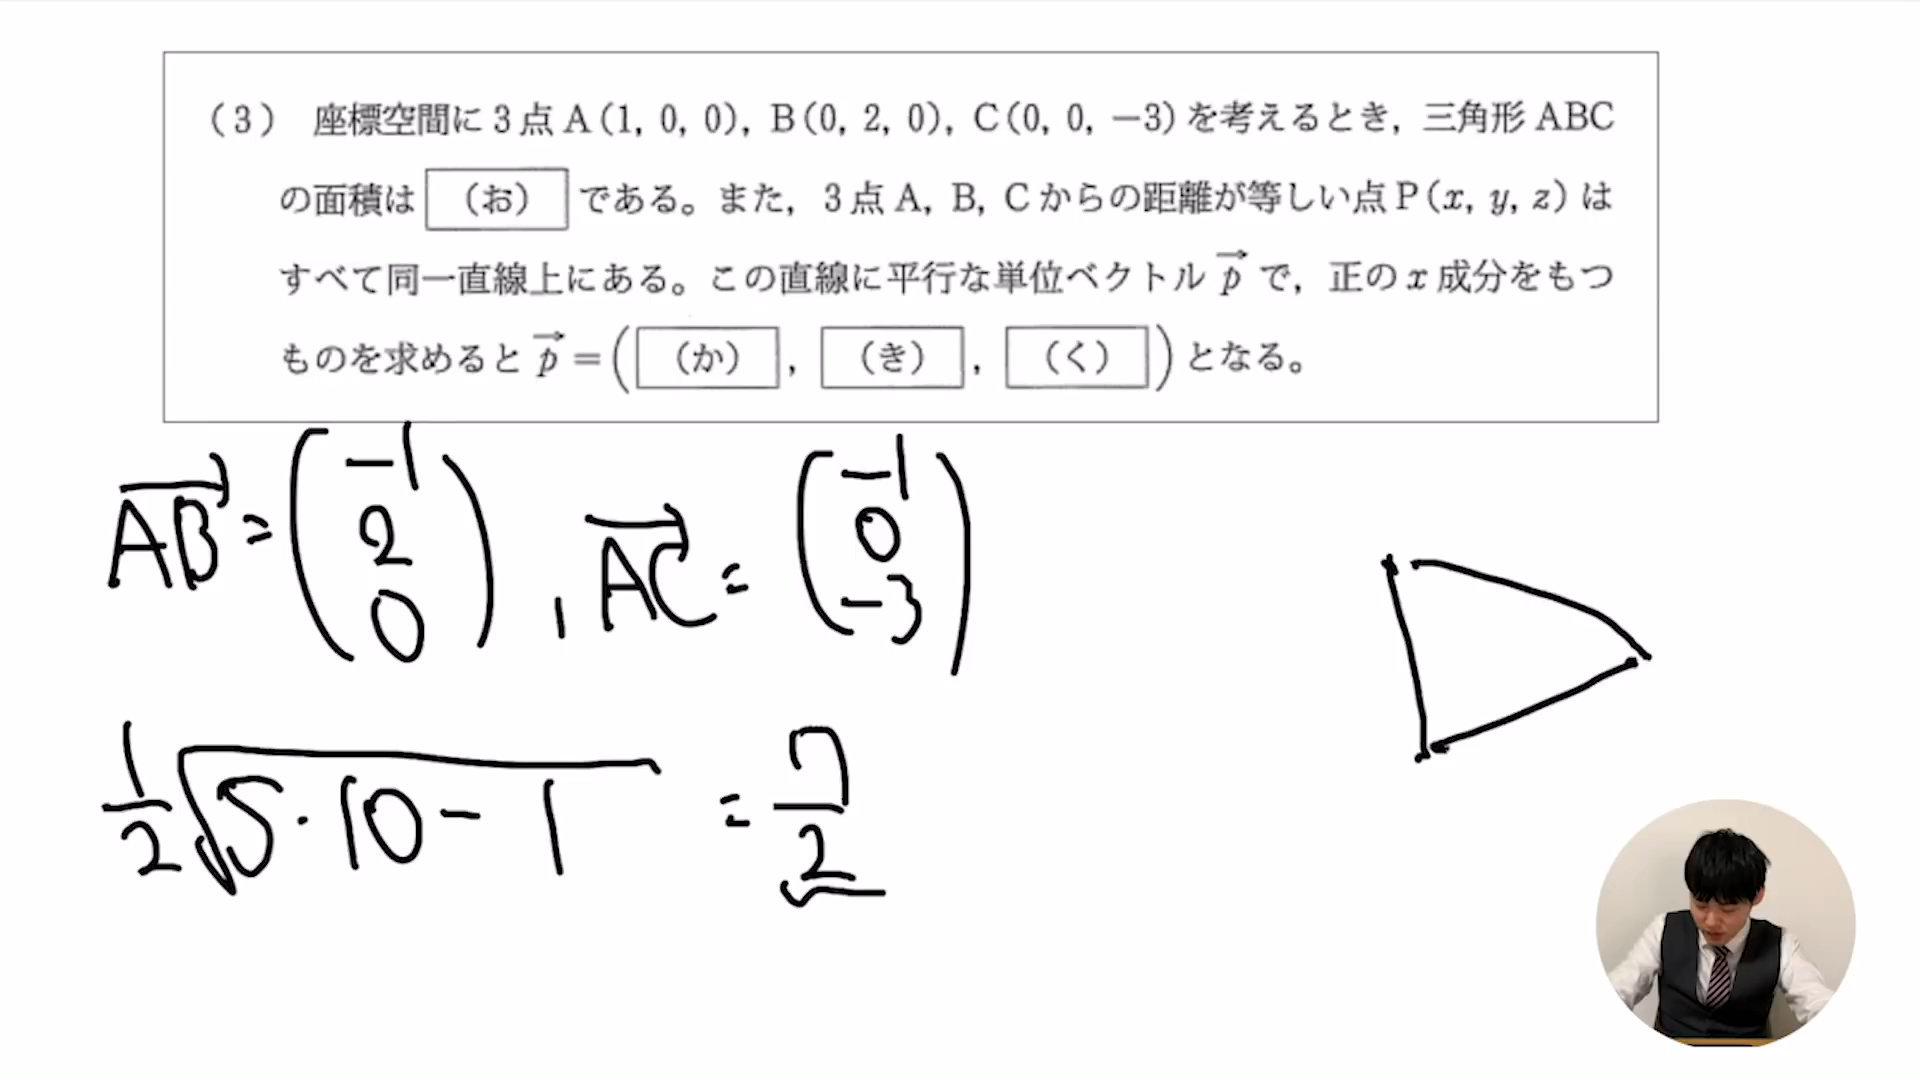 (3) 座標空間に3点A(1, 0, 0), B(0, 2, 0), C(0, 0, −3)を考えるとき, 三角形ABC
の面積は (お) である。また, 3点A, B, Cからの距離が等しい点P(x, y, z)は
すべて同一直線上にある。この直線に平行な単位ベクトル p→ で, 正の x 成分をもつ
ものを求めると p→ = ( (か) , (き) , (く) ) となる。
AB→ = (−1 2 0) , AC→ = (−1 0 −3)
1/2 √5・10−1 = 7/2